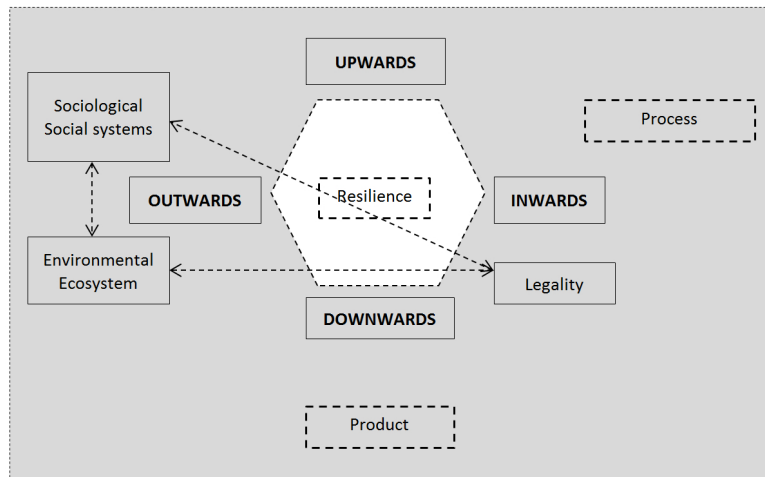 UPWARDS
Sociological
Social systems
Process
OUTWARDS
Resilience
INWARDS
Environmental
Ecosystem
Legality
DOWNWARDS
Product